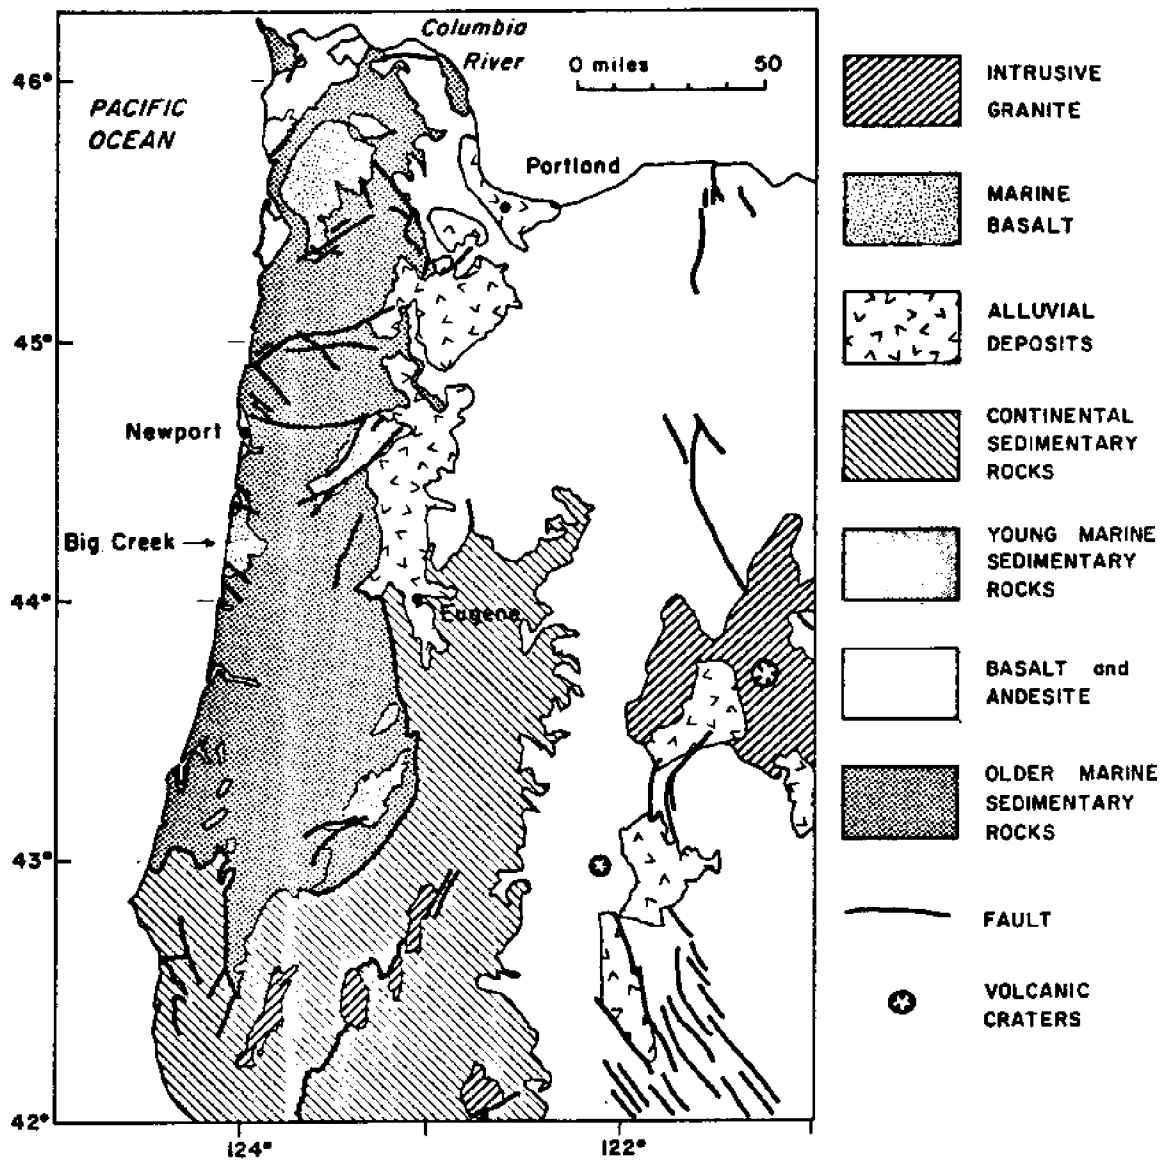 Columbia
River
0 miles 50
46°
PACIFIC
OCEAN
Portland
45°
Newport
Big Creek
44°
Eugene
43°
42°
124°
122°
INTRUSIVE
GRANITE
MARINE
BASALT
ALLUVIAL
DEPOSITS
CONTINENTAL
SEDIMENTARY
ROCKS
YOUNG MARINE
SEDIMENTARY
ROCKS
BASALT and
ANDESITE
OLDER MARINE
SEDIMENTARY
ROCKS
FAULT
VOLCANIC
CRATERS